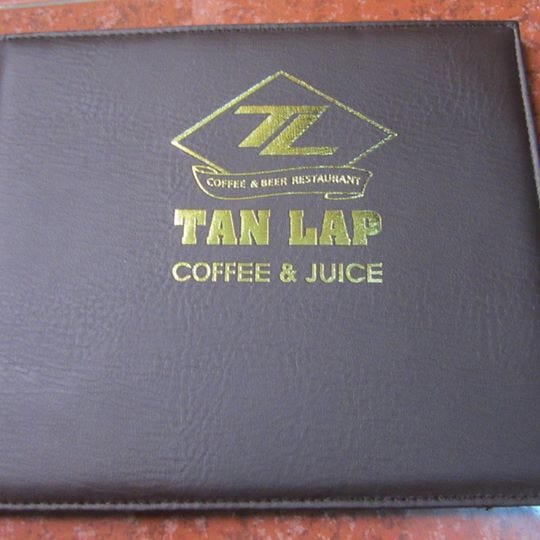 TL
COFFEE & BEER RESTAURANT
TAN LAP
COFFEE & JUICE